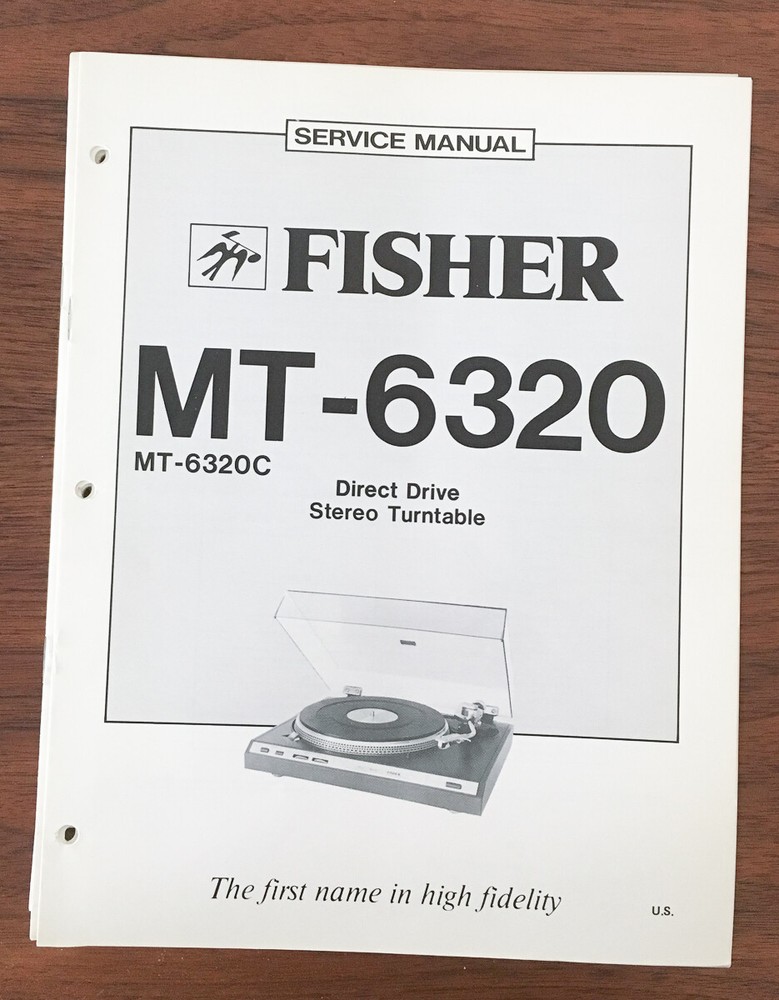 SERVICE MANUAL
FISHER
MT-6320
MT-6320C
Direct Drive
Stereo Turntable
The first name in high fidelity
U.S.